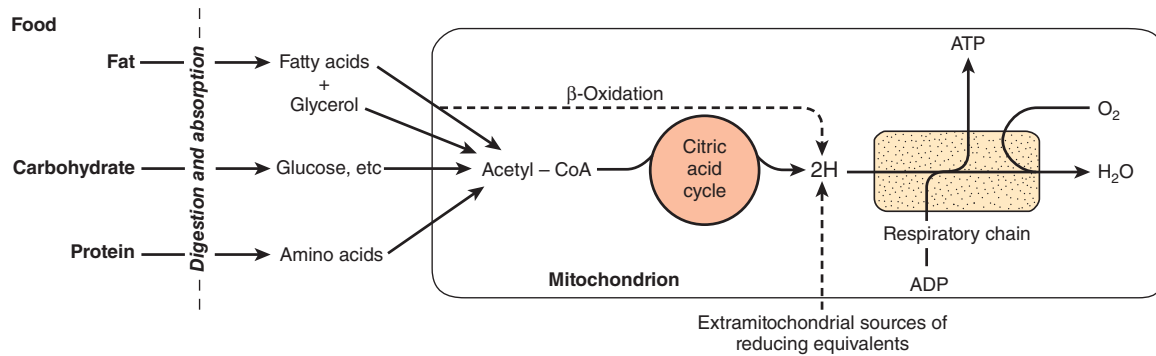 Food
Fat
Digestion and absorption
Fatty acids
+
Glycerol
Carbohydrate
Glucose, etc
Protein
Amino acids
β-Oxidation
Acetyl – CoA
Citric
acid
cycle
2H
ATP
O₂
H₂O
Respiratory chain
ADP
Mitochondrion
Extramitochondrial sources of
reducing equivalents